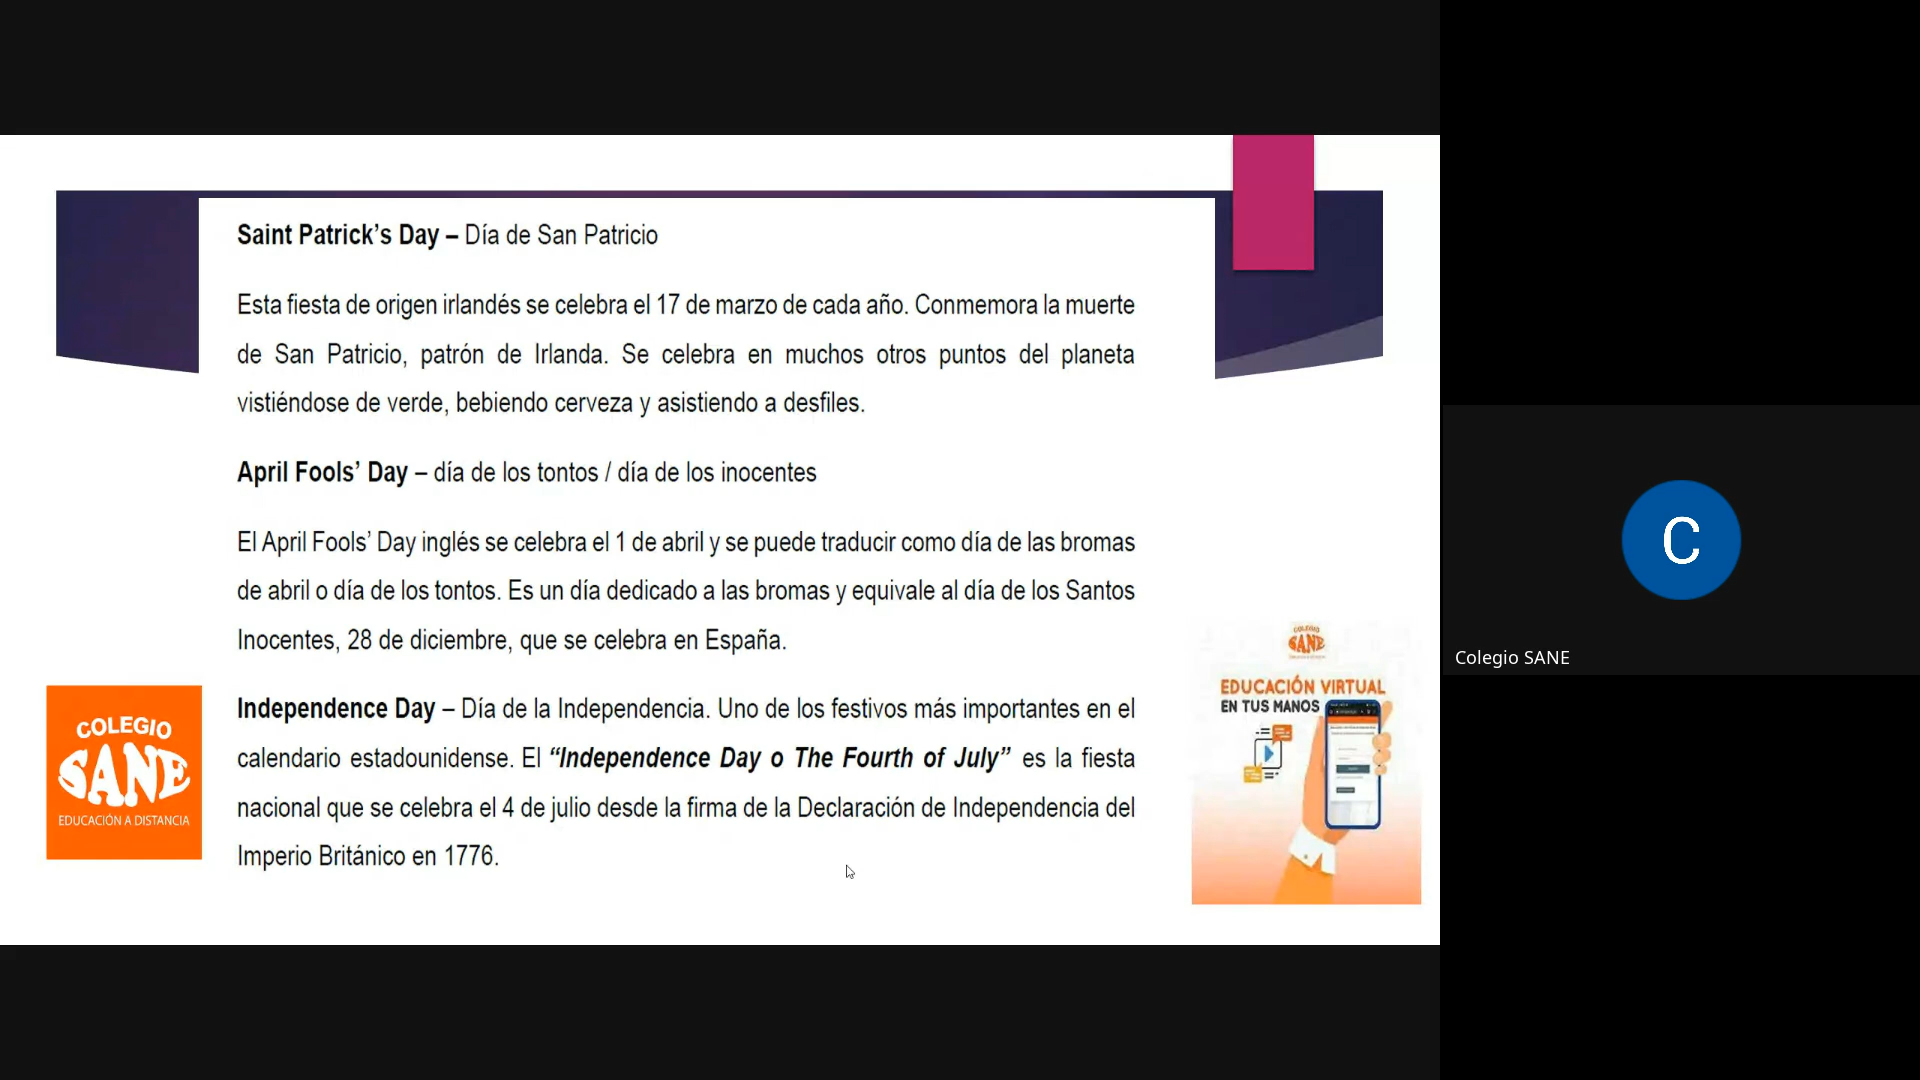 Saint Patrick’s Day – Día de San Patricio
Esta fiesta de origen irlandés se celebra el 17 de marzo de cada año. Conmemora la muerte
de San Patricio, patrón de Irlanda. Se celebra en muchos otros puntos del planeta
vistiéndose de verde, bebiendo cerveza y asistiendo a desfiles.
April Fools’ Day – día de los tontos / día de los inocentes
El April Fools’ Day inglés se celebra el 1 de abril y se puede traducir como día de las bromas
de abril o día de los tontos. Es un día dedicado a las bromas y equivale al día de los Santos
Inocentes, 28 de diciembre, que se celebra en España.
Independence Day – Día de la Independencia. Uno de los festivos más importantes en el
calendario estadounidense. El “Independence Day o The Fourth of July” es la fiesta
nacional que se celebra el 4 de julio desde la firma de la Declaración de Independencia del
Imperio Británico en 1776.
COLEGIO
SANE
EDUCACIÓN A DISTANCIA
COLEGIO
SANE
EDUCACIÓN VIRTUAL
EN TUS MANOS
C
Colegio SANE